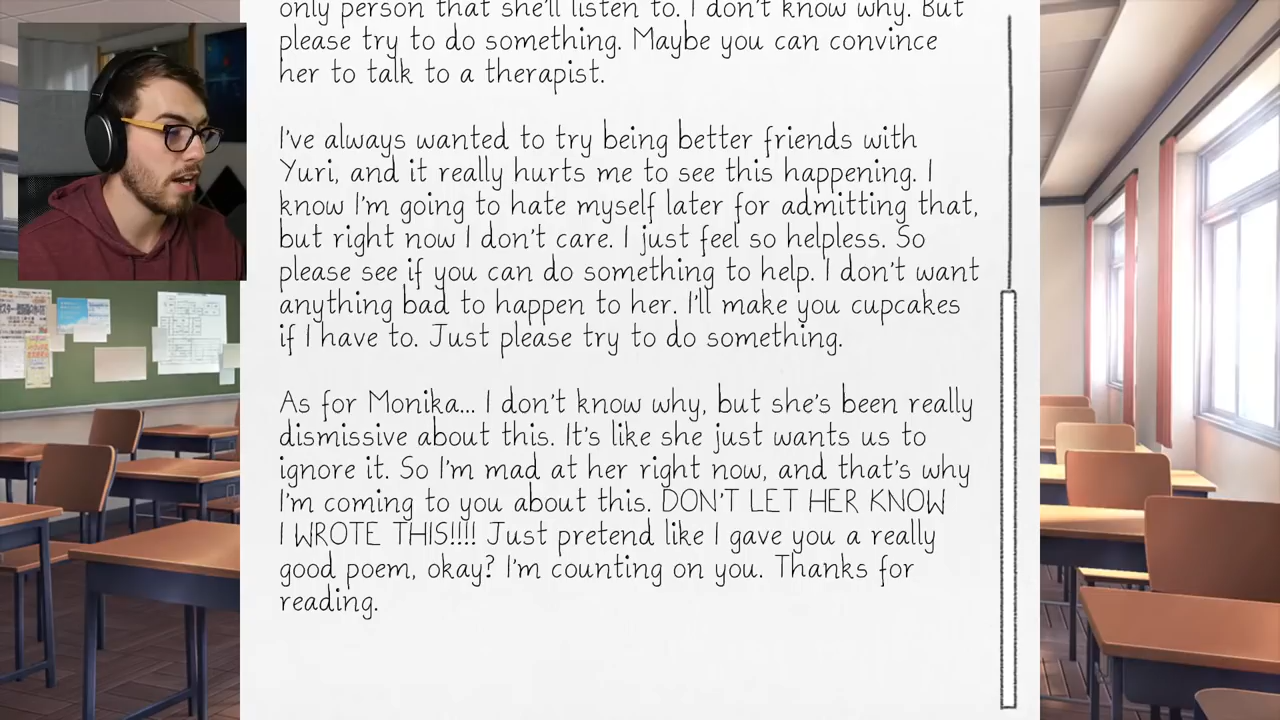 only person that she'll listen to. I don't know why. But
please try to do something. Maybe you can convince
her to talk to a therapist.
I've always wanted to try being better friends with
Yuri, and it really hurts me to see this happening. I
know I'm going to hate myself later for admitting that,
but right now I don't care. I just feel so helpless. So
please see if you can do something to help. I don't want
anything bad to happen to her. I'll make you cupcakes
if I have to. Just please try to do something.
As for Monika... I don't know why, but she's been really
dismissive about this. It's like she just wants us to
ignore it. So I'm mad at her right now, and that's why
I'm coming to you about this. DON'T LET HER KNOW
I WROTE THIS!!!! Just pretend like I gave you a really
good poem, okay? I'm counting on you. Thanks for
reading.